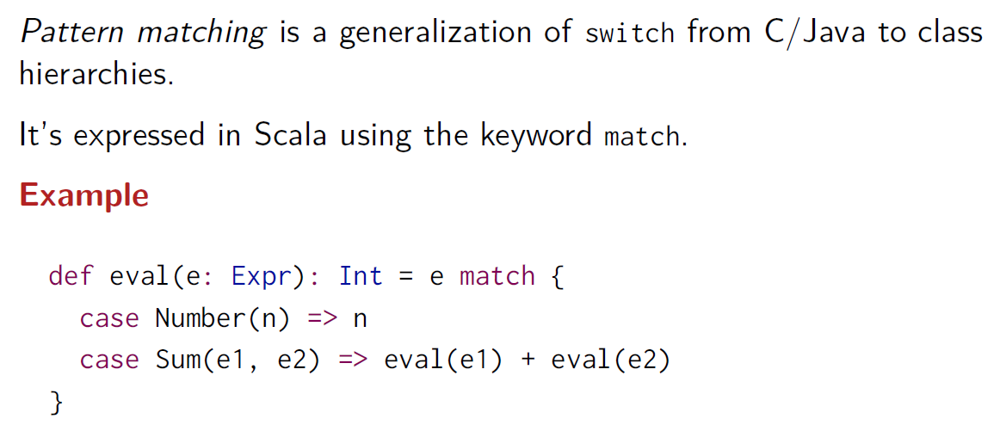 Pattern matching is a generalization of switch from C/Java to class
hierarchies.
It's expressed in Scala using the keyword match.
Example
def eval(e: Expr): Int = e match {
  case Number(n) => n
  case Sum(e1, e2) => eval(e1) + eval(e2)
}